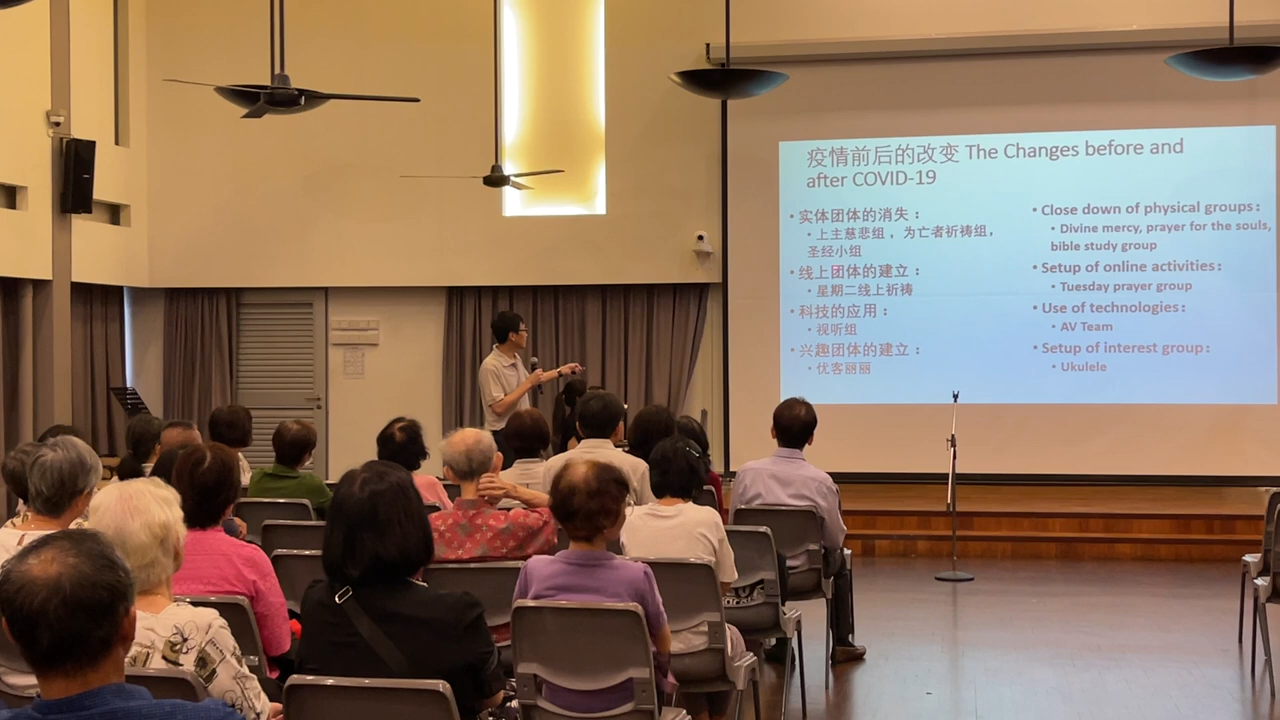 疫情前后的改变 The Changes before and
after COVID-19
• 实体团体的消失：
• 上主慈悲组，为亡者祈祷组，
圣经小组
• 线上团体的建立：
• 星期二线上祈祷
• 科技的应用：
• 视听组
• 兴趣团体的建立：
• 优客丽丽
• Close down of physical groups:
• Divine mercy, prayer for the souls,
bible study group
• Setup of online activities:
• Tuesday prayer group
• Use of technologies:
• AV Team
• Setup of interest group:
• Ukulele